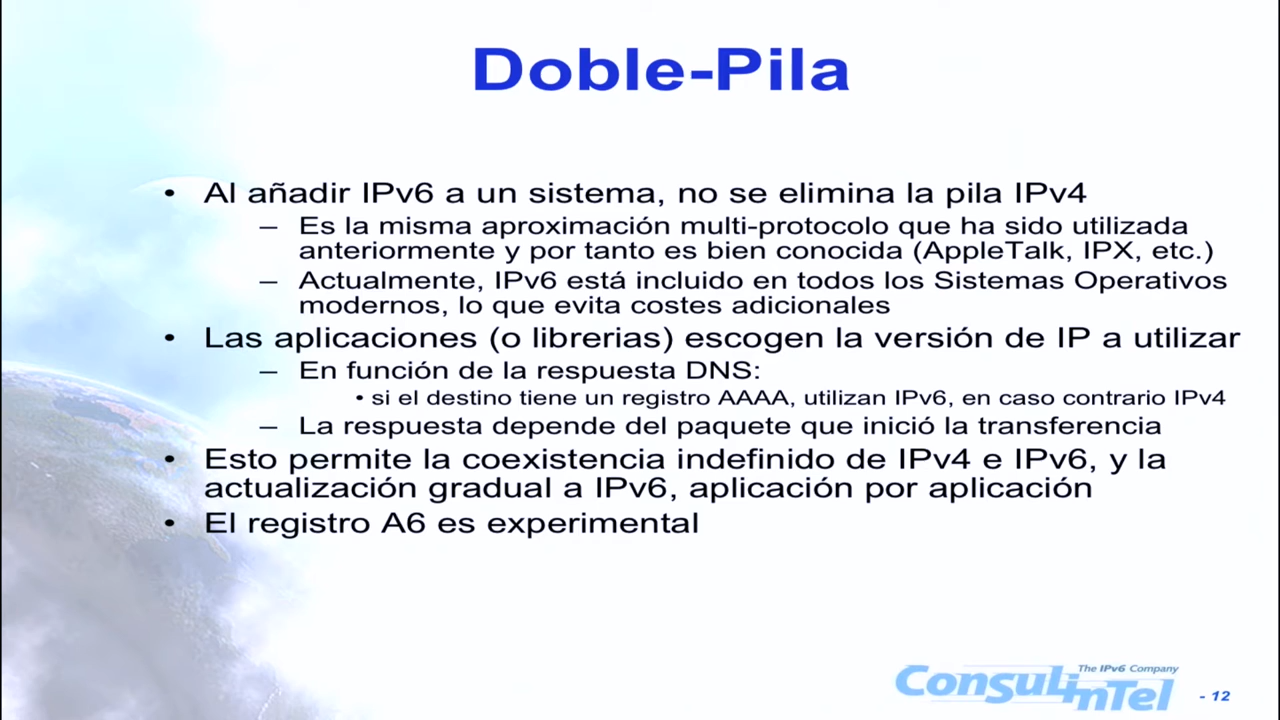 Doble-Pila
• Al añadir IPv6 a un sistema, no se elimina la pila IPv4
– Es la misma aproximación multi-protocolo que ha sido utilizada
anteriormente y por tanto es bien conocida (AppleTalk, IPX, etc.)
– Actualmente, IPv6 está incluido en todos los Sistemas Operativos
modernos, lo que evita costes adicionales
• Las aplicaciones (o librerias) escogen la versión de IP a utilizar
– En función de la respuesta DNS:
• si el destino tiene un registro AAAA, utilizan IPv6, en caso contrario IPv4
– La respuesta depende del paquete que inició la transferencia
• Esto permite la coexistencia indefinido de IPv4 e IPv6, y la
actualización gradual a IPv6, aplicación por aplicación
• El registro A6 es experimental
The IPv6 Company
Consulintel
- 12